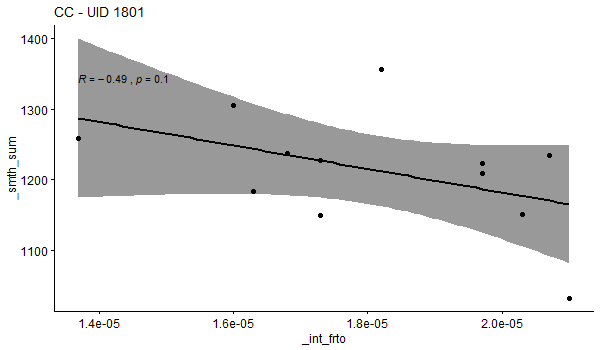 CC - UID 1801
1400
R = − 0.49 , p = 0.1
1300
_smth_sum
1200
1100
1.4e-05 1.6e-05 1.8e-05 2.0e-05
_int_frto